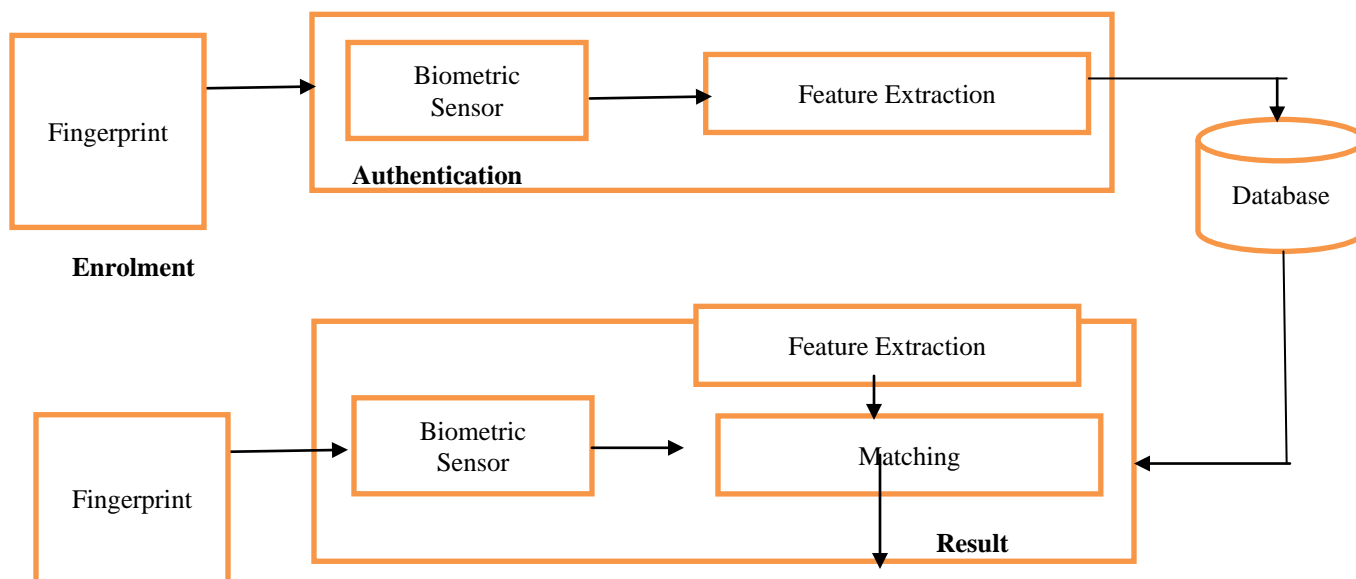 Fingerprint
Biometric
Sensor
Feature Extraction
Authentication
Database
Enrolment
Feature Extraction
Biometric
Sensor
Matching
Fingerprint
Result